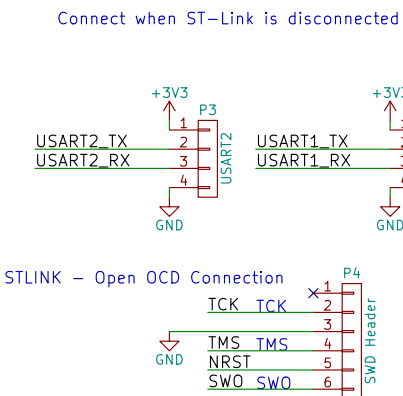 Connect when ST-Link is disconnected
+3V3
P3
1
USART2_TX 2
USART2_RX 3
4
USART2
GND
+3V3
USART1_TX
USART1_RX
GND
STLINK - Open OCD Connection
P4
1
TCK TCK 2
3
GND
TMS TMS 4
NRST 5
SWO SWO 6
SWD Header